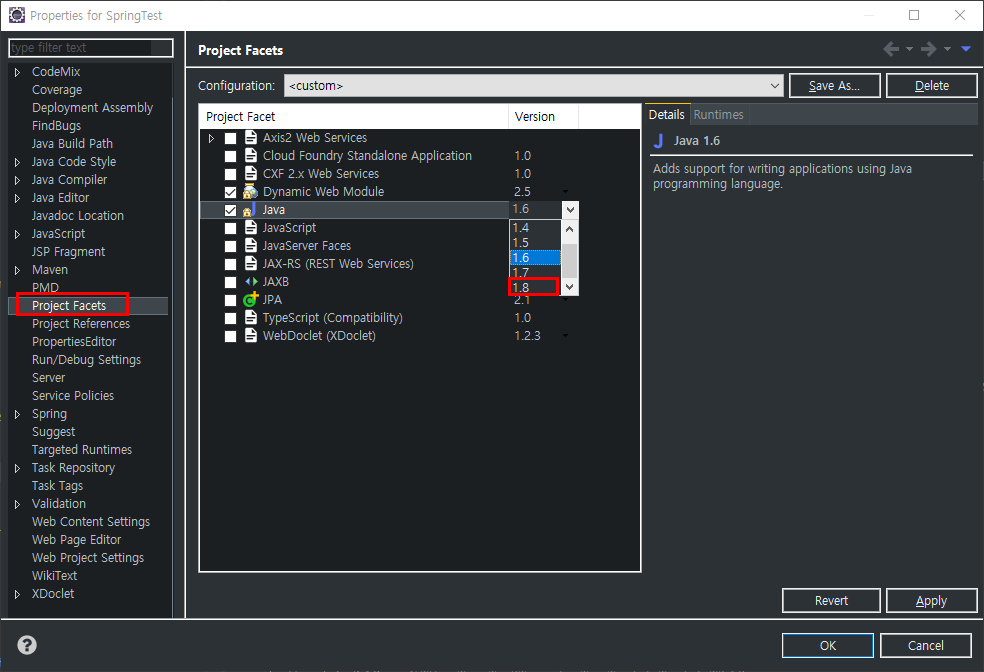 Properties for SpringTest
type filter text
CodeMix
Coverage
Deployment Assembly
FindBugs
Java Build Path
Java Code Style
Java Compiler
Java Editor
Javadoc Location
JavaScript
JSP Fragment
Maven
PMD
Project Facets
Project References
PropertiesEditor
Run/Debug Settings
Server
Service Policies
Spring
Suggest
Targeted Runtimes
Task Repository
Task Tags
Validation
Web Content Settings
Web Page Editor
Web Project Settings
WikiText
XDoclet
Project Facets
Configuration: <custom> Save As... Delete
Project Facet Version
Axis2 Web Services
Cloud Foundry Standalone Application 1.0
CXF 2.x Web Services 1.0
Dynamic Web Module 2.5
Java 1.6
JavaScript
JavaServer Faces
JAX-RS (REST Web Services)
JAXB
JPA 2.1
TypeScript (Compatibility) 1.0
WebDoclet (XDoclet) 1.2.3
1.4
1.5
1.6
1.7
1.8
Details Runtimes
Java 1.6
Adds support for writing applications using Java
programming language.
Revert Apply
OK Cancel